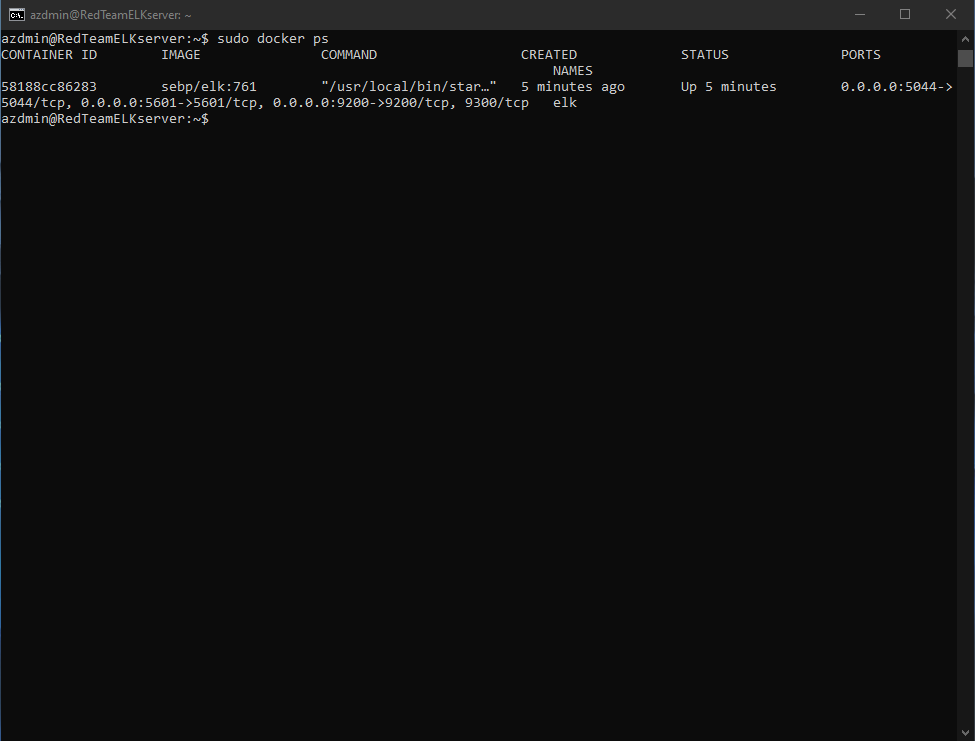 azdmin@RedTeamELKserver: ~
azdmin@RedTeamELKserver:~$ sudo docker ps
CONTAINER ID        IMAGE               COMMAND                  CREATED             STATUS              PORTS
                                                                     NAMES
58188cc86283        sebp/elk:761        "/usr/local/bin/star…"   5 minutes ago       Up 5 minutes        0.0.0.0:5044->
5044/tcp, 0.0.0.0:5601->5601/tcp, 0.0.0.0:9200->9200/tcp, 9300/tcp   elk
azdmin@RedTeamELKserver:~$